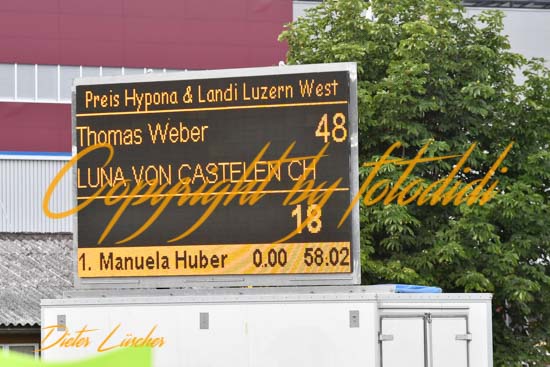 Preis Hypona & Landi Luzern West
Thomas Weber 48
LUNA VON CASTELEN CH
18
1. Manuela Huber 0.00 58.02
Copyright by fotodudi
Dieter Lüscher